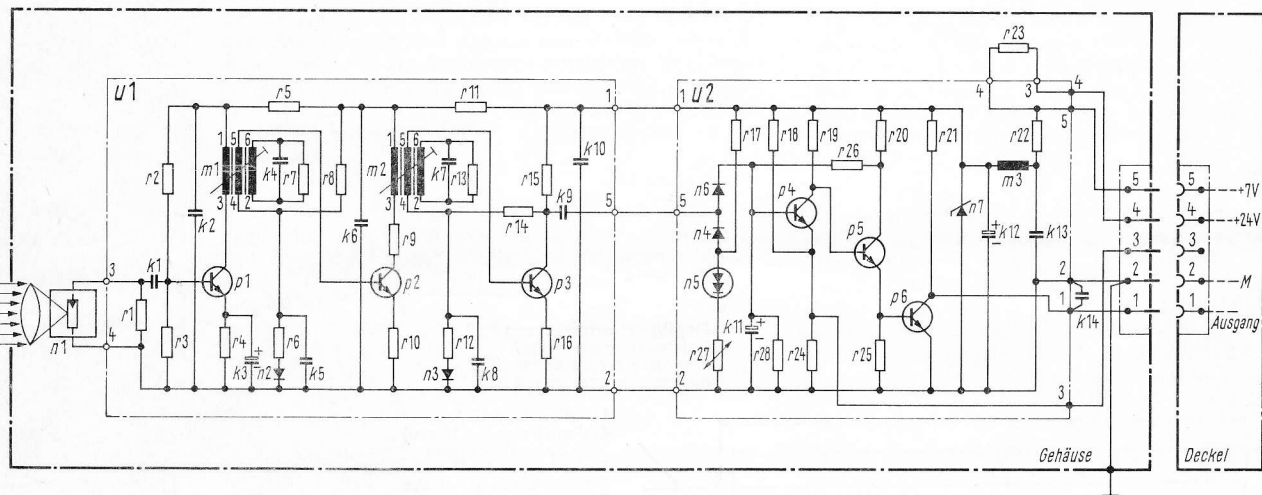 r23
u1
r5
r11
1
1
u2
4
3
4
5
1 5 6
m1
k4
r7
r8
3 4 2
r2
k2
k6
1 5 6
m2
k7
r13
3 4 2
r15
k10
k9
r14
r9
5
5
r17
r18
r19
r20
r21
r22
r26
n6
p4
n4
p5
n7
m3
k12
k13
n5
p6
3
k1
p1
p2
p3
r1
4
n1
r3
r4
k3
n2
r6
k5
r10
n3
r12
k8
r16
2
2
r27
k11
r28
r24
r25
2
1
k14
3
5
4
3
2
1
5 +7V
4 +24V
3
2 M
1 Ausgang
Gehäuse
Deckel